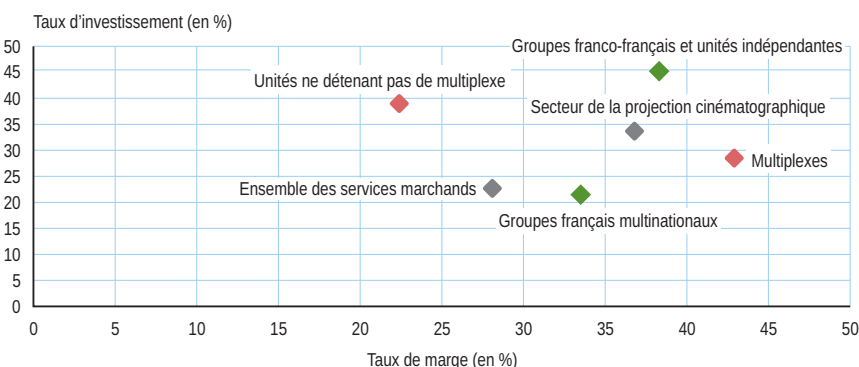 Taux d’investissement (en %)
50
Groupes franco-français et unités indépendantes
45
Unités ne détenant pas de multiplexe
40
Secteur de la projection cinématographique
35
30
Multiplexes
25
Ensemble des services marchands
20
Groupes français multinationaux
15
10
5
0
0 5 10 15 20 25 30 35 40 45 50
Taux de marge (en %)